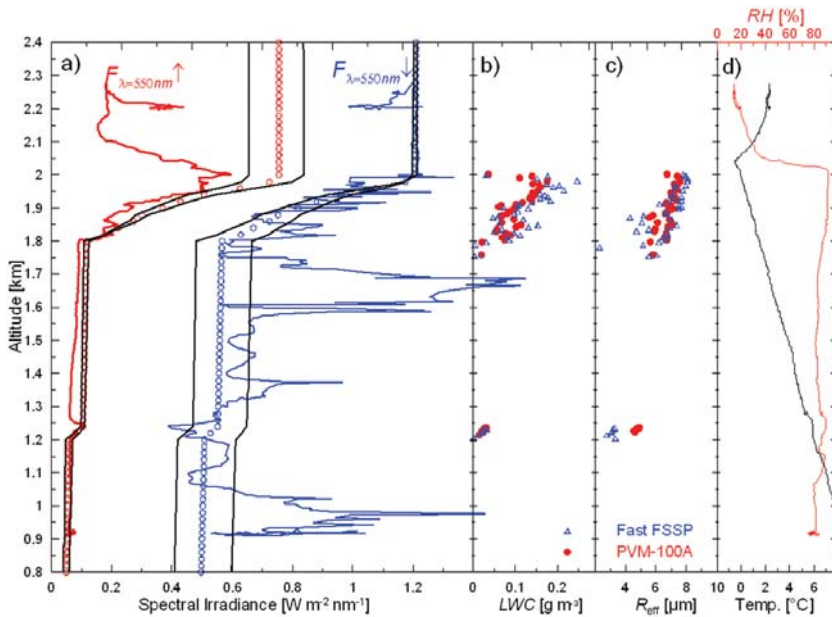 RH [%]
0 20 40 60 80
a)
F λ=550nm ↑
F λ=550nm ↓
b)
c)
d)
2.4
2.3
2.2
2.1
2
1.9
1.8
1.7
1.6
1.5
1.4
1.3
1.2
1.1
1
0.9
0.8
Altitude [km]
Fast FSSP
PVM-100A
0 0.2 0.4 0.6 0.8 1 1.2
0 0.1 0.2
4 6 8 10
0 2 4 6
Spectral Irradiance [W m-2 nm-1]
LWC [g m-3]
Reff [µm]
Temp. [°C]